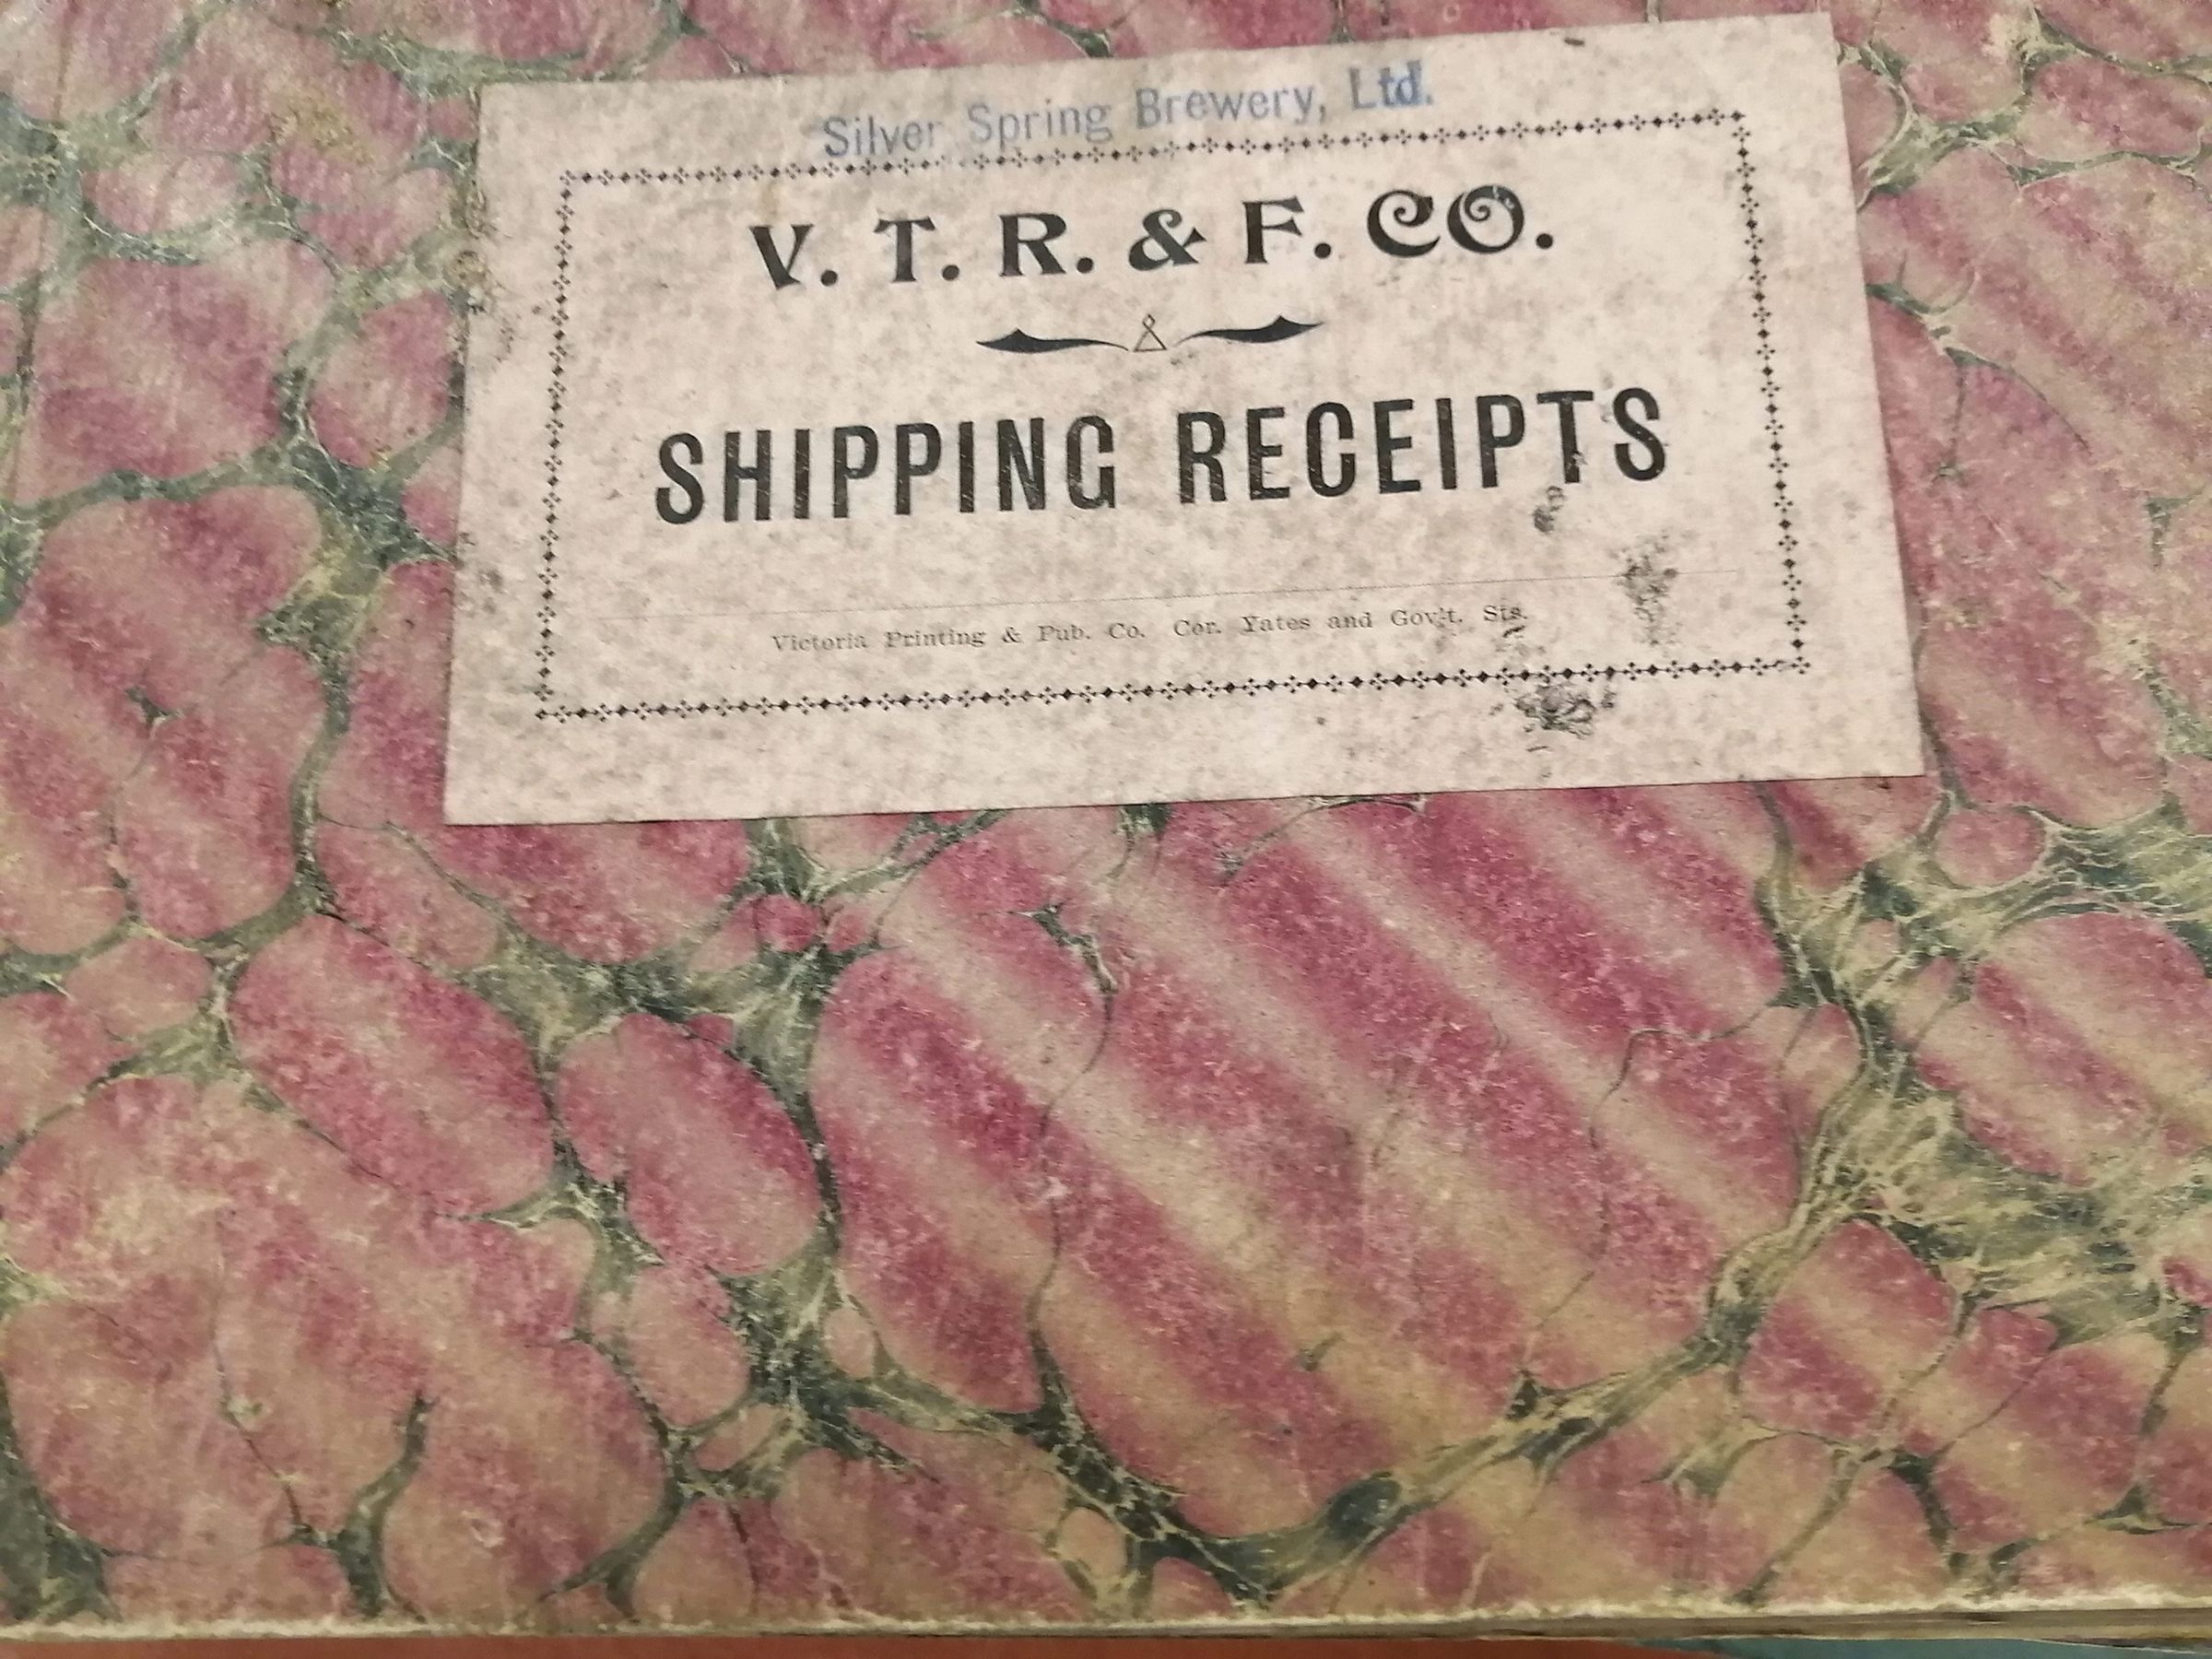 Silver Spring Brewery, Ltd.
V. T. R. & F. CO.
SHIPPING RECEIPTS
Victoria Printing & Pub. Co. Cor. Yates and Gov't. Sts.